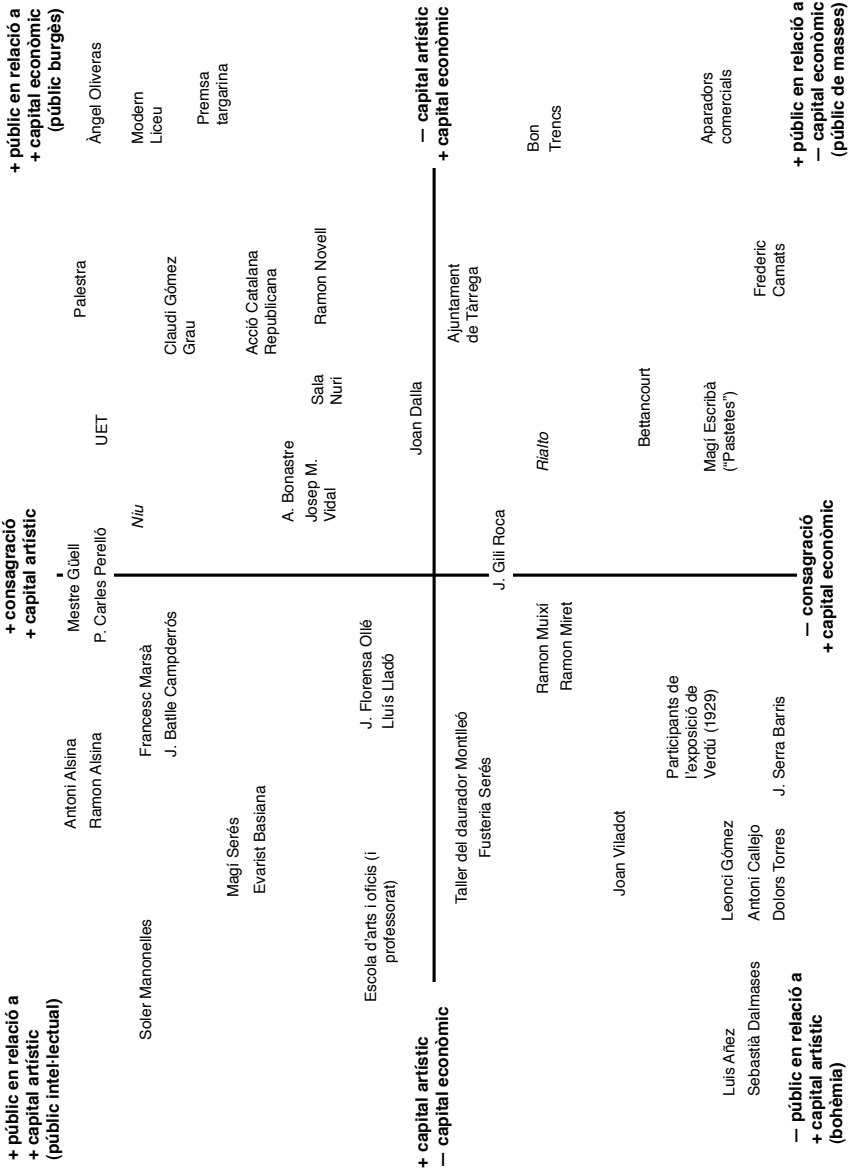 + públic en relació a
+ capital artístic
(públic intel·lectual)
+ consagració
+ capital artístic
+ públic en relació a
+ capital econòmic
(públic burgès)
Antoni Alsina
Ramon Alsina
Mestre Güell
P. Carles Perelló
UET
Palestra
Àngel Oliveras
Soler Manonelles
Francesc Marsà
J. Batlle Campderrós
Niu
Claudi Gómez
Grau
Modern
Liceu
Premsa
targarina
Magí Serés
Evarist Basiana
A. Bonastre
Josep M.
Vidal
Sala
Nuri
Acció Catalana
Republicana
Ramon Novell
Escola d’arts i oficis (i
professorat)
J. Florensa Ollé
Lluís Lladó
Joan Dalla
+ capital artístic
— capital econòmic
— capital artístic
+ capital econòmic
Taller del daurador Montlleó
Fusteria Serés
J. Gili Roca
Ajuntament
de Tàrrega
Ramon Muixí
Ramon Miret
Rialto
Bon
Trencs
Joan Viladot
Participants de
l’exposició de
Verdú (1929)
Bettancourt
Luis Añez
Sebastià Dalmases
Leonci Gómez
Antoni Callejo
Dolors Torres
J. Serra Barris
Magí Escribà
(“Pastetes”)
Frederic
Camats
Aparadors
comercials
— públic en relació a
+ capital artístic
(bohèmia)
— consagració
+ capital econòmic
+ públic en relació a
— capital econòmic
(públic de masses)